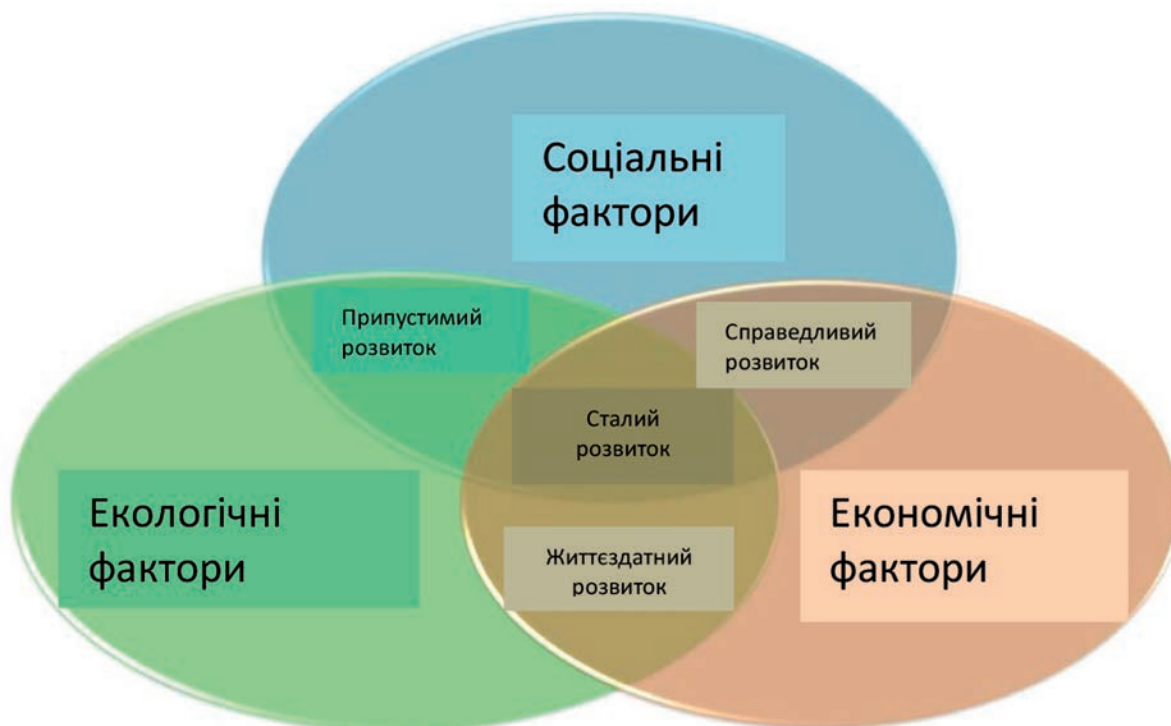 Соціальні
фактори
Припустимий
розвиток
Справедливий
розвиток
Сталий
розвиток
Екологічні
фактори
Економічні
фактори
Життєздатний
розвиток